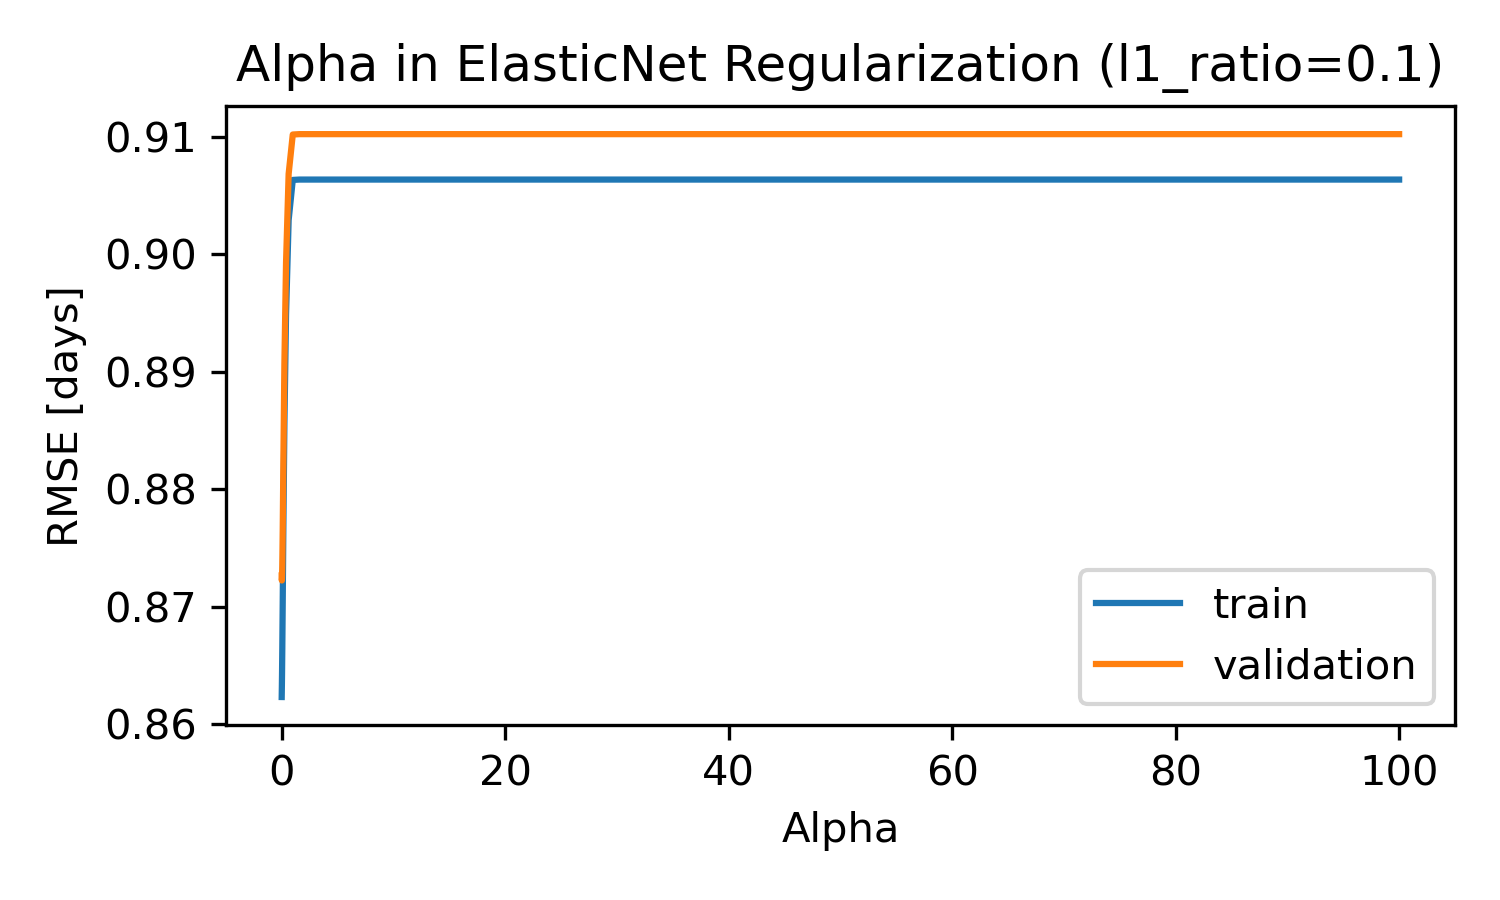 Alpha in ElasticNet Regularization (l1_ratio=0.1)
0.91
0.90
0.89
0.88
0.87
0.86
RMSE [days]
train
validation
0 20 40 60 80 100
Alpha